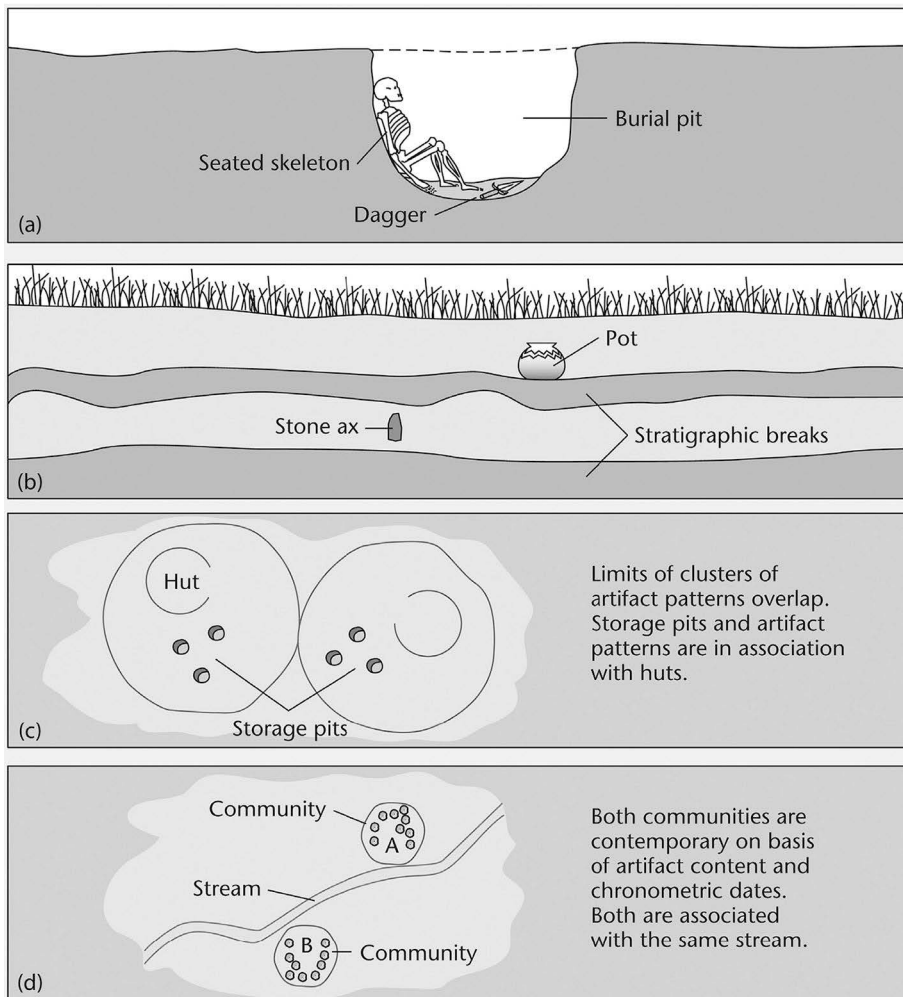 Burial pit
Seated skeleton
Dagger
(a)
Pot
Stone ax
Stratigraphic breaks
(b)
Hut
Limits of clusters of
artifact patterns overlap.
Storage pits and artifact
patterns are in association
with huts.
Storage pits
(c)
Community
A
Stream
B
Community
Both communities are
contemporary on basis
of artifact content and
chronometric dates.
Both are associated
with the same stream.
(d)